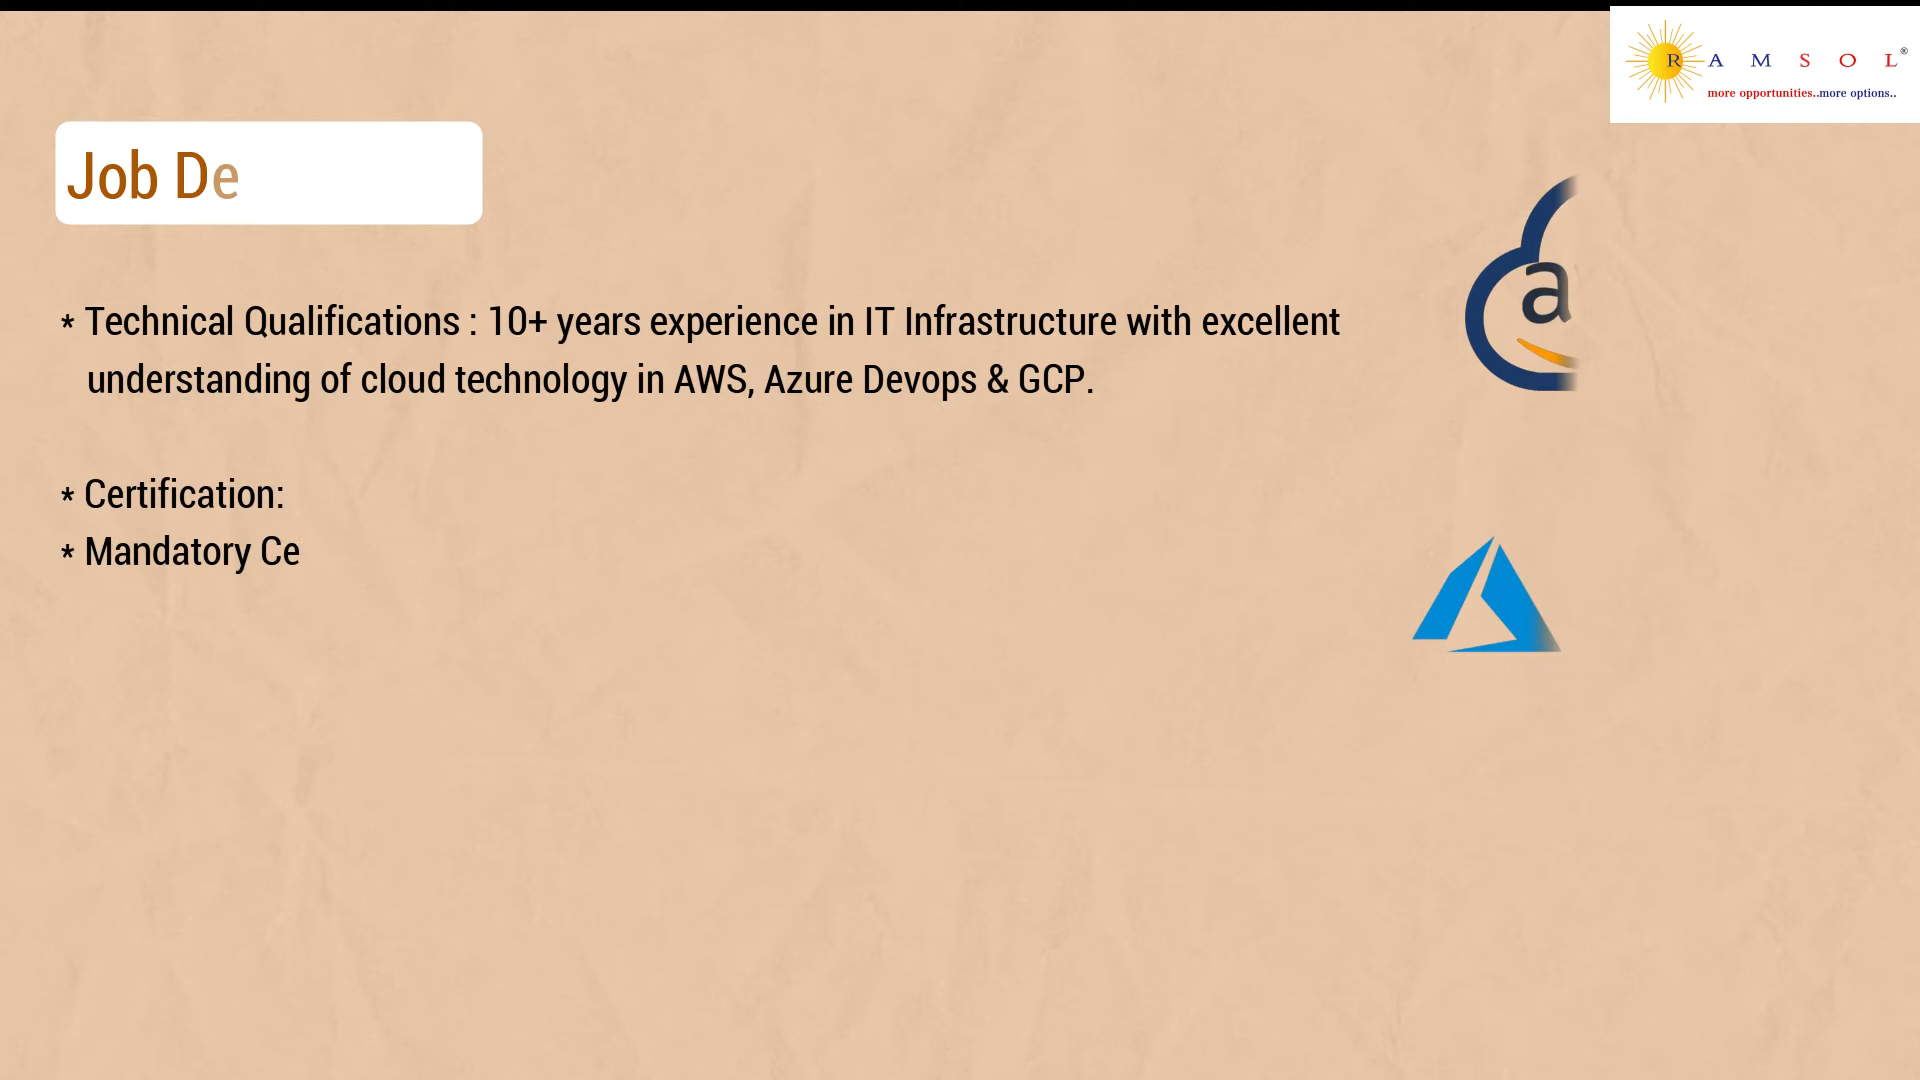 R A M S O L ®
more opportunities..more options..
Job De
* Technical Qualifications : 10+ years experience in IT Infrastructure with excellent
understanding of cloud technology in AWS, Azure Devops & GCP.
* Certification:
* Mandatory Ce
a